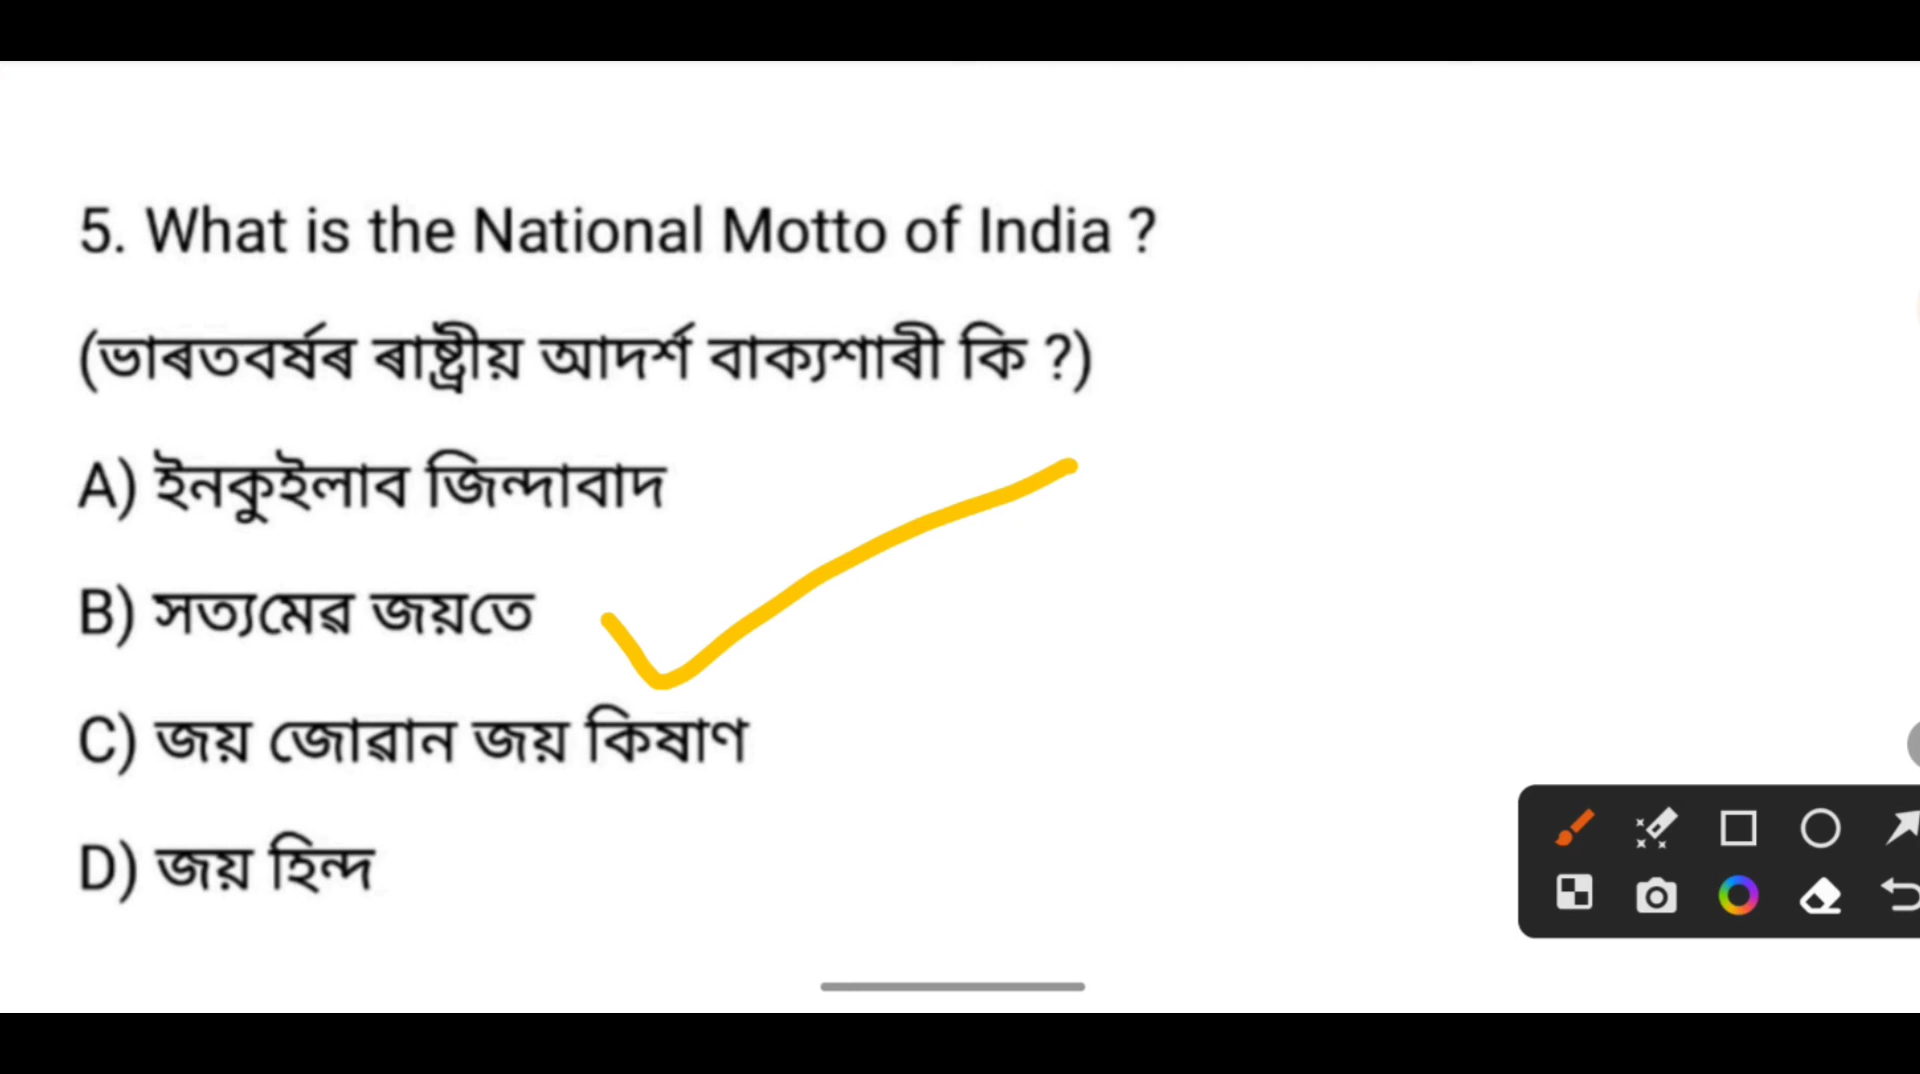 5. What is the National Motto of India ?
(ভাৰতবৰ্ষৰ ৰাষ্ট্ৰীয় আদৰ্শ বাক্যশাৰী কি ?)
A) ইনকুইলাব জিন্দাবাদ
B) সত্যমেৱ জয়তে
C) জয় জোৱান জয় কিষাণ
D) জয় হিন্দ